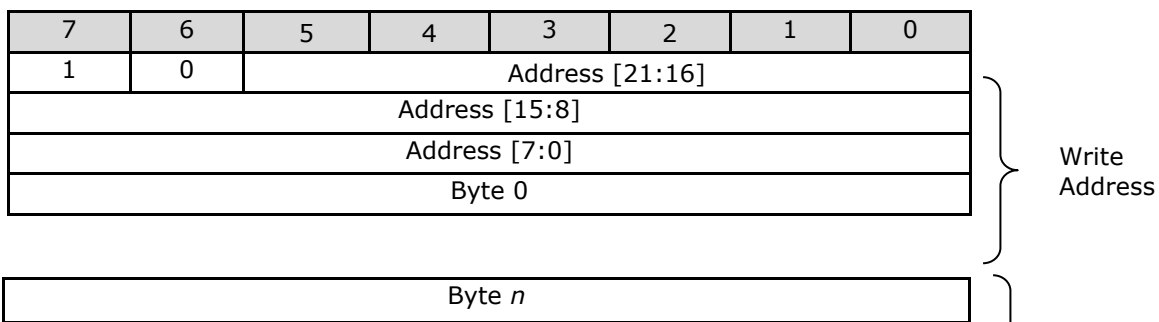 7 6 5 4 3 2 1 0
1 0 Address [21:16]
Address [15:8]
Address [7:0]
Byte 0
Write
Address
Byte n